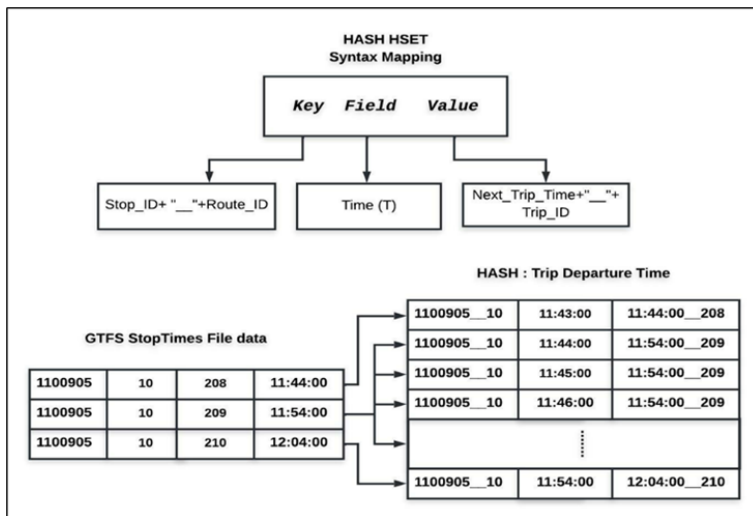 HASH HSET
Syntax Mapping
Key Field Value
Stop_ID+ "__"+Route_ID
Time (T)
Next_Trip_Time+"__"+
Trip_ID
HASH : Trip Departure Time
1100905__10 11:43:00 11:44:00__208
1100905__10 11:44:00 11:54:00__209
1100905__10 11:45:00 11:54:00__209
1100905__10 11:46:00 11:54:00__209
1100905__10 11:54:00 12:04:00__210
GTFS StopTimes File data
1100905 10 208 11:44:00
1100905 10 209 11:54:00
1100905 10 210 12:04:00